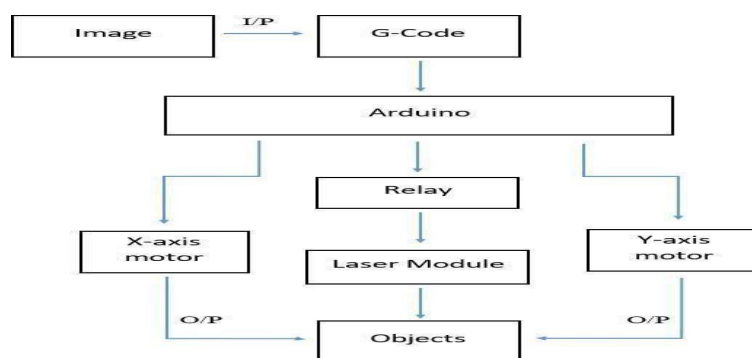 Image
I/P
G-Code
Arduino
Relay
X-axis
motor
Laser Module
Y-axis
motor
O/P
Objects
O/P